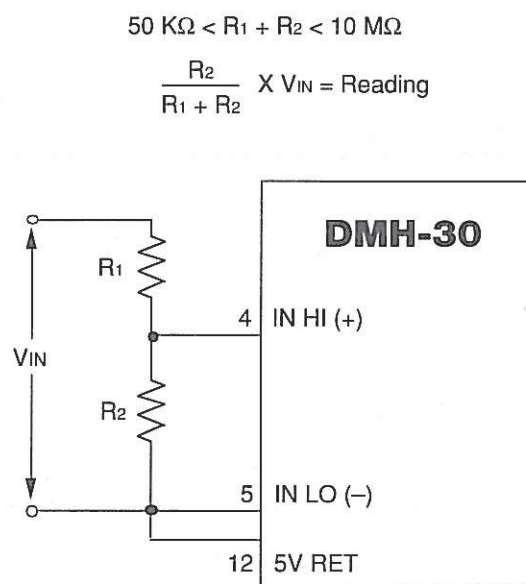 50 KΩ < R1 + R2 < 10 MΩ
R2
R1 + R2
X VIN = Reading
DMH-30
R1
4 IN HI (+)
VIN
R2
5 IN LO (–)
12 5V RET